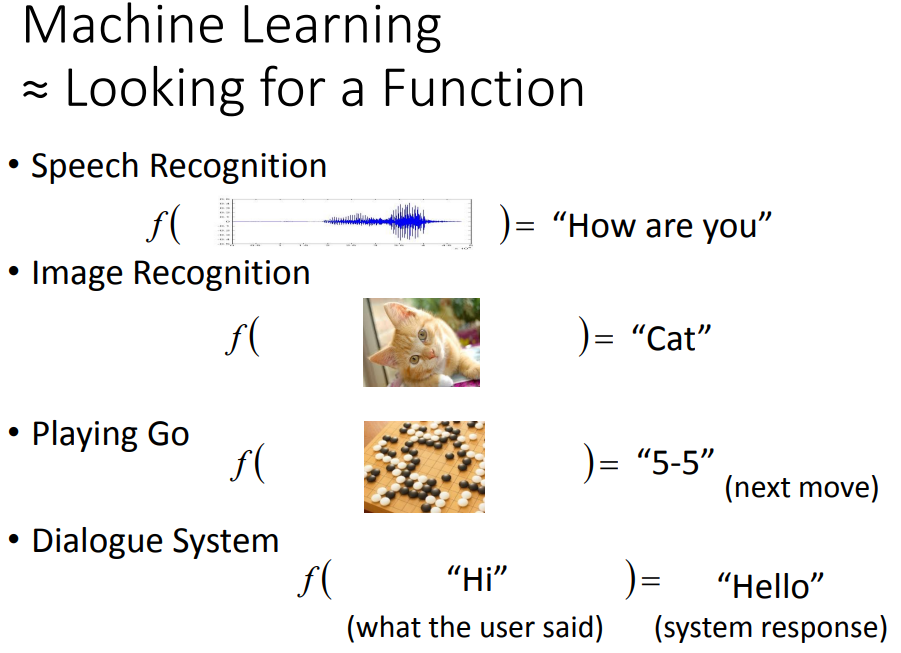 Machine Learning
≈ Looking for a Function
• Speech Recognition
f( )= “How are you”
• Image Recognition
f( )= “Cat”
• Playing Go
f( )= “5-5”
(next move)
• Dialogue System
f( “Hi” )= “Hello”
(what the user said) (system response)